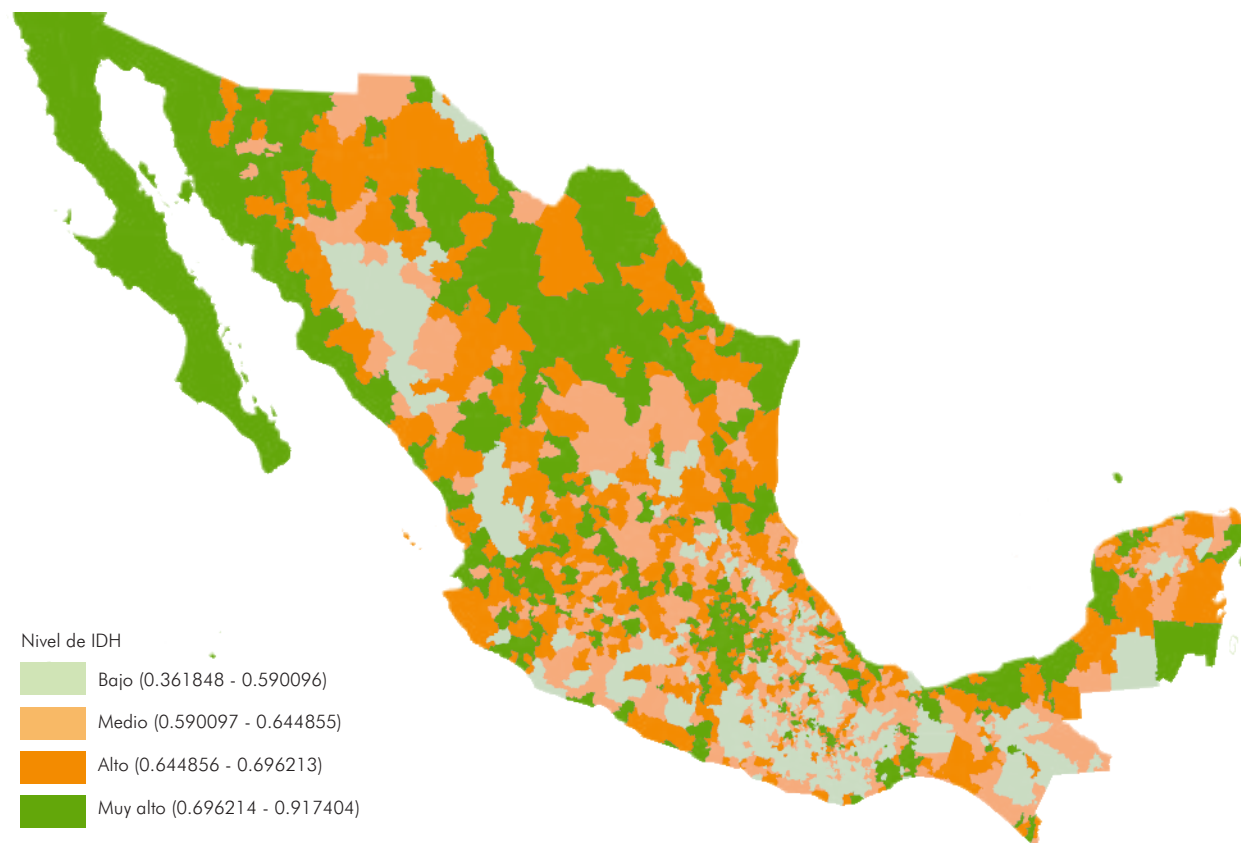 Nivel de IDH
Bajo (0.361848 - 0.590096)
Medio (0.590097 - 0.644855)
Alto (0.644856 - 0.696213)
Muy alto (0.696214 - 0.917404)